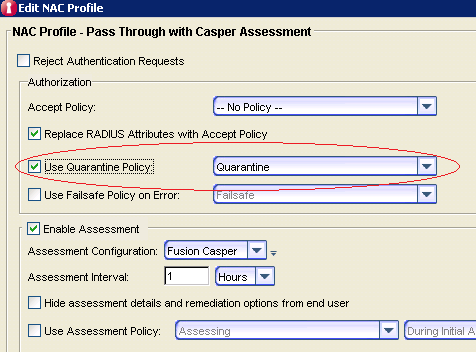 Edit NAC Profile
NAC Profile - Pass Through with Casper Assessment
Reject Authentication Requests
Authorization
Accept Policy: -- No Policy --
Replace RADIUS Attributes with Accept Policy
Use Quarantine Policy: Quarantine
Use Failsafe Policy on Error: Failsafe
Enable Assessment
Assessment Configuration: Fusion Casper
Assessment Interval: 1 Hours
Hide assessment details and remediation options from end user
Use Assessment Policy: Assessing During Initial A